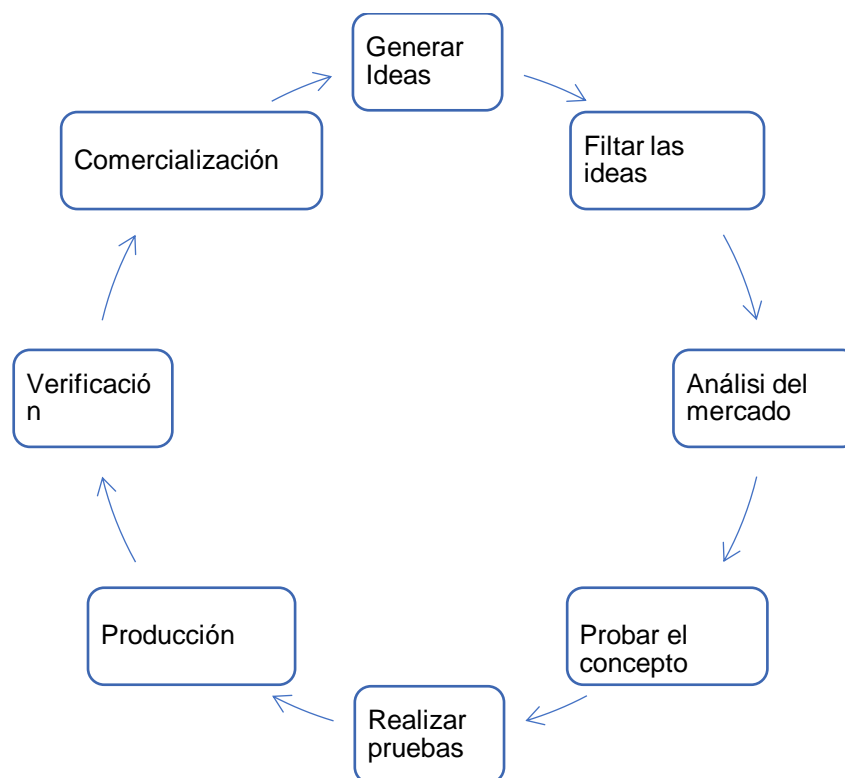 Generar
Ideas
Filtar las
ideas
Análisi del
mercado
Probar el
concepto
Realizar
pruebas
Producción
Verificació
n
Comercialización